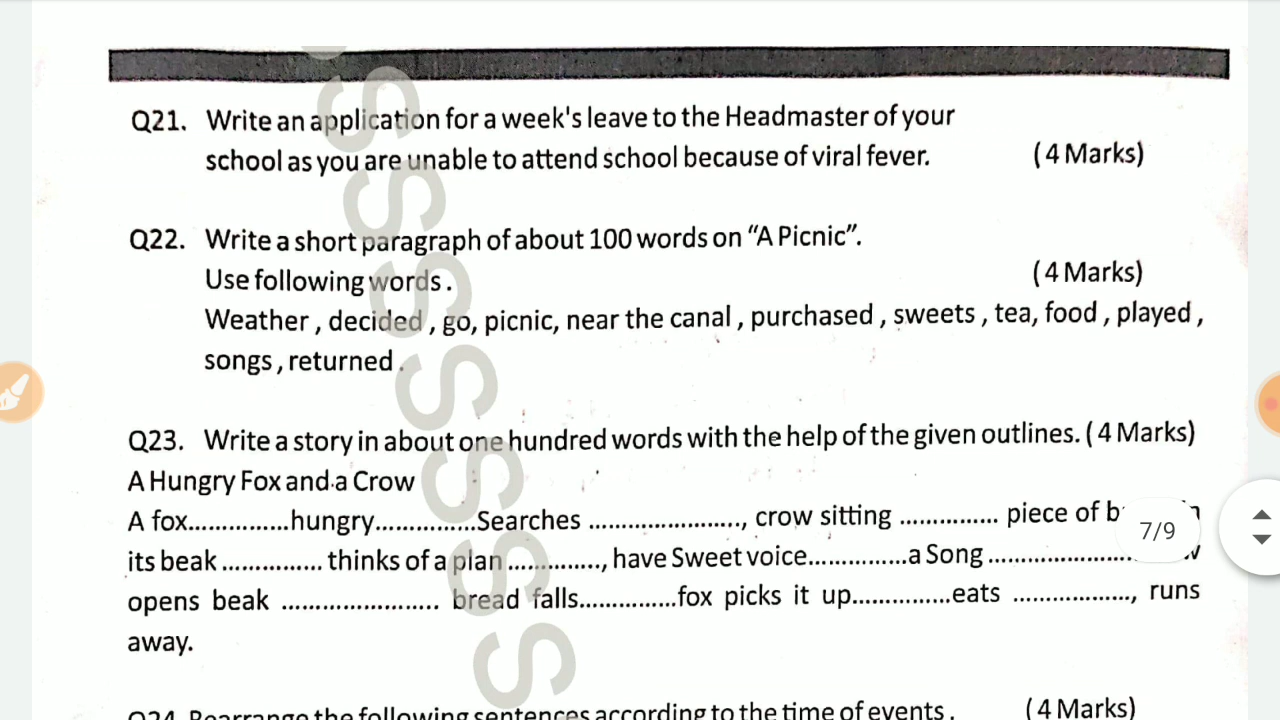 Q21. Write an application for a week's leave to the Headmaster of your
school as you are unable to attend school because of viral fever. (4 Marks)
Q22. Write a short paragraph of about 100 words on "A Picnic".
Use following words. (4 Marks)
Weather , decided , go, picnic, near the canal , purchased , sweets , tea, food , played ,
songs , returned .
Q23. Write a story in about one hundred words with the help of the given outlines. ( 4 Marks)
A Hungry Fox and a Crow
A fox...............hungry...............Searches ......................., crow sitting ............... piece of
its beak ............... thinks of a plan ............., have Sweet voice...............a Song ......................
opens beak ........................ bread falls...............fox picks it up...............eats .................., runs
away.
Q24. Rearrange the following sentences according to the time of events . (4 Marks)
7/9
SSSSSSS